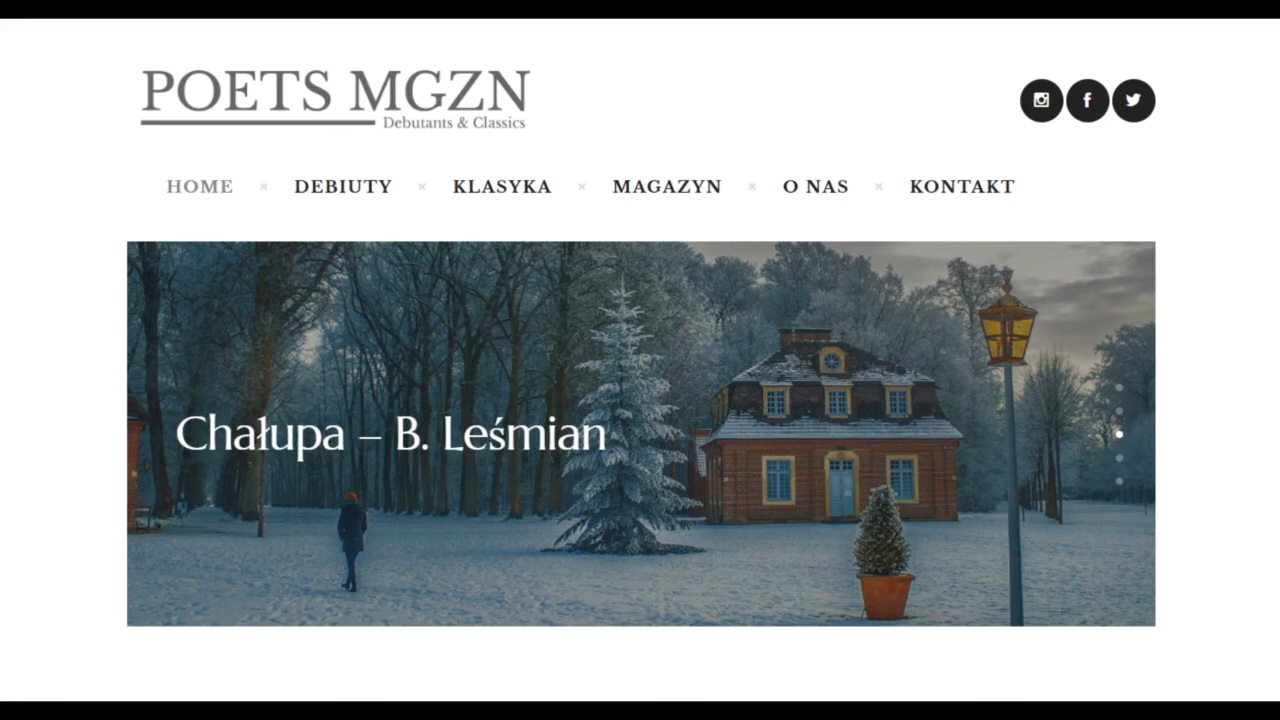 POETS MGZN
Debutants & Classics
HOME × DEBIUTY × KLASYKA × MAGAZYN × O NAS × KONTAKT
Chałupa – B. Leśmian